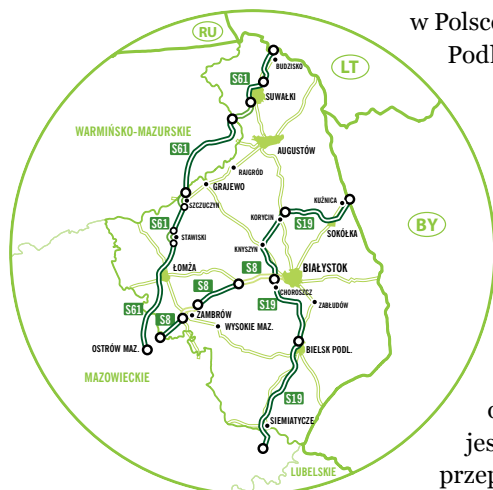 w Polsce
RU
Podl
BUDZISKO
LT
S61
SUWAŁKI
WARMIŃSKO-MAZURSKIE
S61
AUGUSTÓW
RAJGRÓD
GRAJEWO
KUŹNICA
SZCZUCZYN
KORYCIN
S19
S61
STAWISKI
SOKÓŁKA
BY
KNYSZYN
ŁOMŻA
S8
BIAŁYSTOK
S8
CHOROSZCZ
S61
S19
ZABŁUDÓW
S8
ZAMBRÓW
WYSOKIE MAZ.
OSTRÓW MAZ.
BIELSK PODL.
MAZOWIECKIE
S19
SIEMIATYCZE
jes
LUBELSKIE
przep